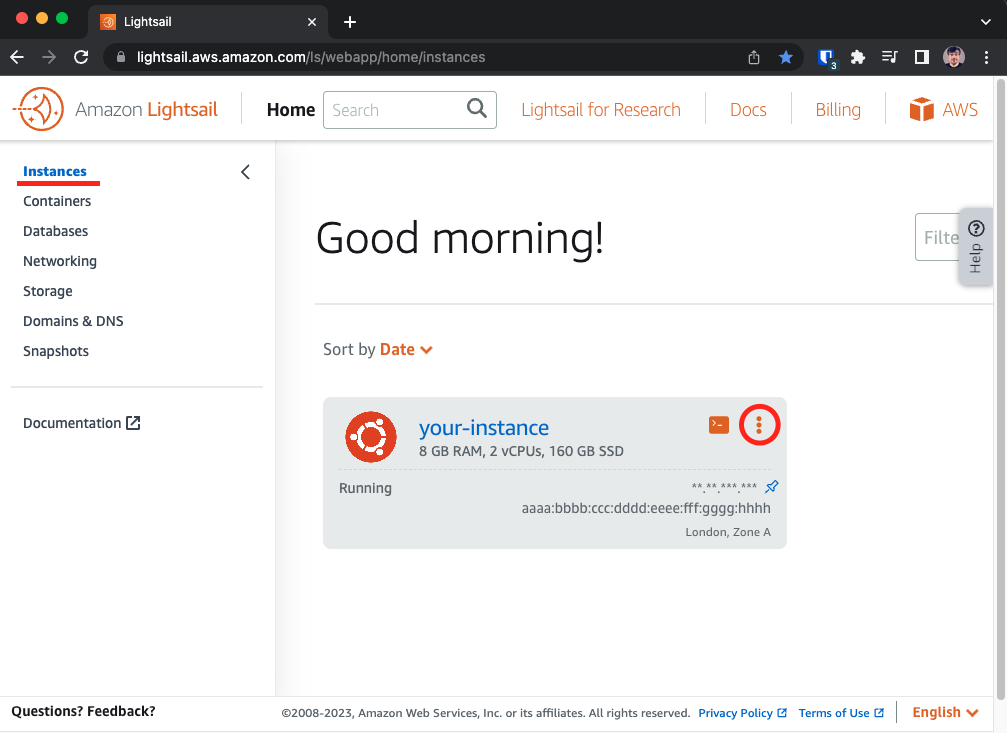 Lightsail
lightsail.aws.amazon.com/ls/webapp/home/instances
3
Amazon Lightsail
Home
Search
Lightsail for Research
Docs
Billing
AWS
Instances
Containers
Databases
Networking
Storage
Domains & DNS
Snapshots
Documentation
Good morning!
Filte
Help
Sort by Date
your-instance
8 GB RAM, 2 vCPUs, 160 GB SSD
Running
**.**.***.***
aaaa:bbbb:ccc:dddd:eeee:fff:gggg:hhhh
London, Zone A
Questions? Feedback?
©2008-2023, Amazon Web Services, Inc. or its affiliates. All rights reserved.
Privacy Policy
Terms of Use
English